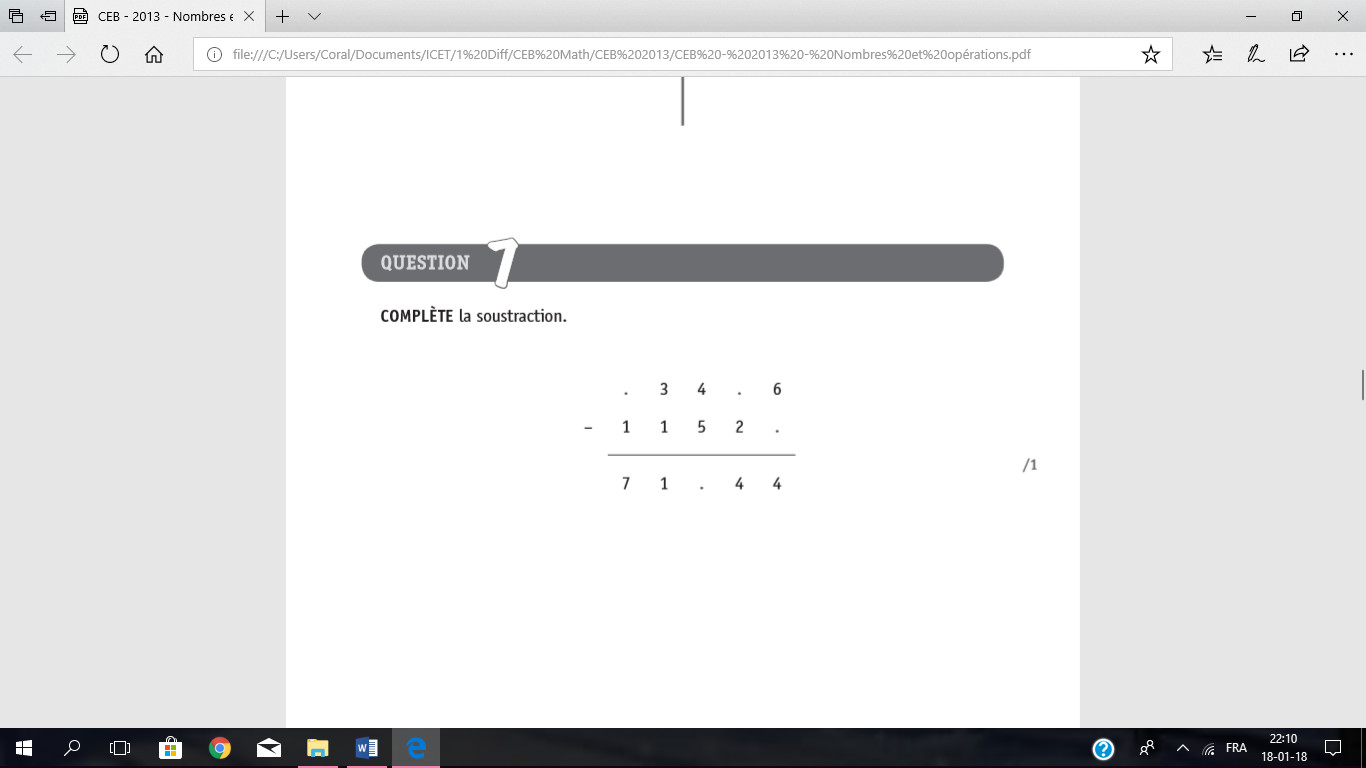 CEB - 2013 - Nombres e
file:///C:/Users/Coral/Documents/ICET/1%20Diff/CEB%20Math/CEB%202013/CEB%20-%202013%20-%20Nombres%20et%20opérations.pdf
QUESTION 7
COMPLÈTE la soustraction.
. 3 4 . 6
– 1 1 5 2 .
7 1 . 4 4
/1
FRA
22:10
18-01-18